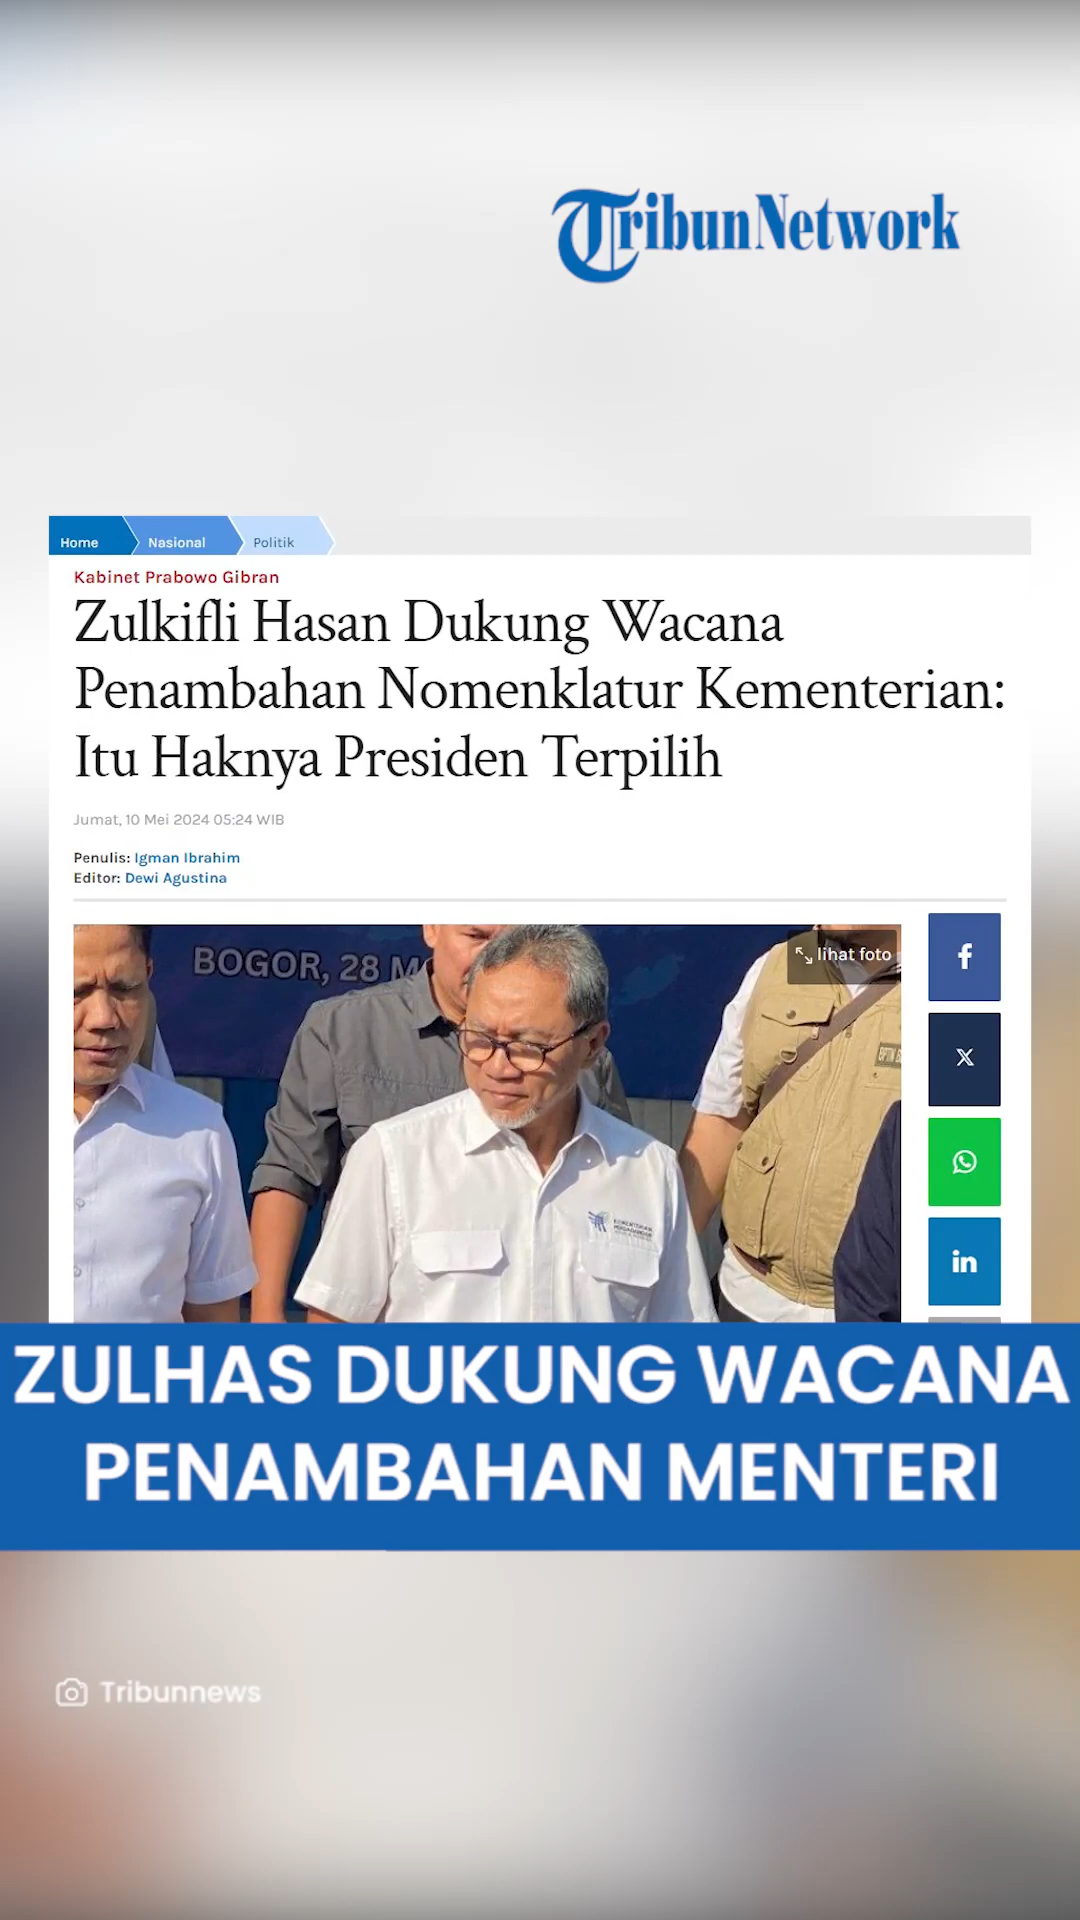 TribunNetwork
Home Nasional Politik
Kabinet Prabowo Gibran
Zulkifli Hasan Dukung Wacana
Penambahan Nomenklatur Kementerian:
Itu Haknya Presiden Terpilih
Jumat, 10 Mei 2024 05:24 WIB
Penulis: Igman Ibrahim
Editor: Dewi Agustina
BOGOR, 28 M
lihat foto
KEMENTERIAN
PERDAGANGAN
ZULHAS DUKUNG WACANA
PENAMBAHAN MENTERI
Tribunnews